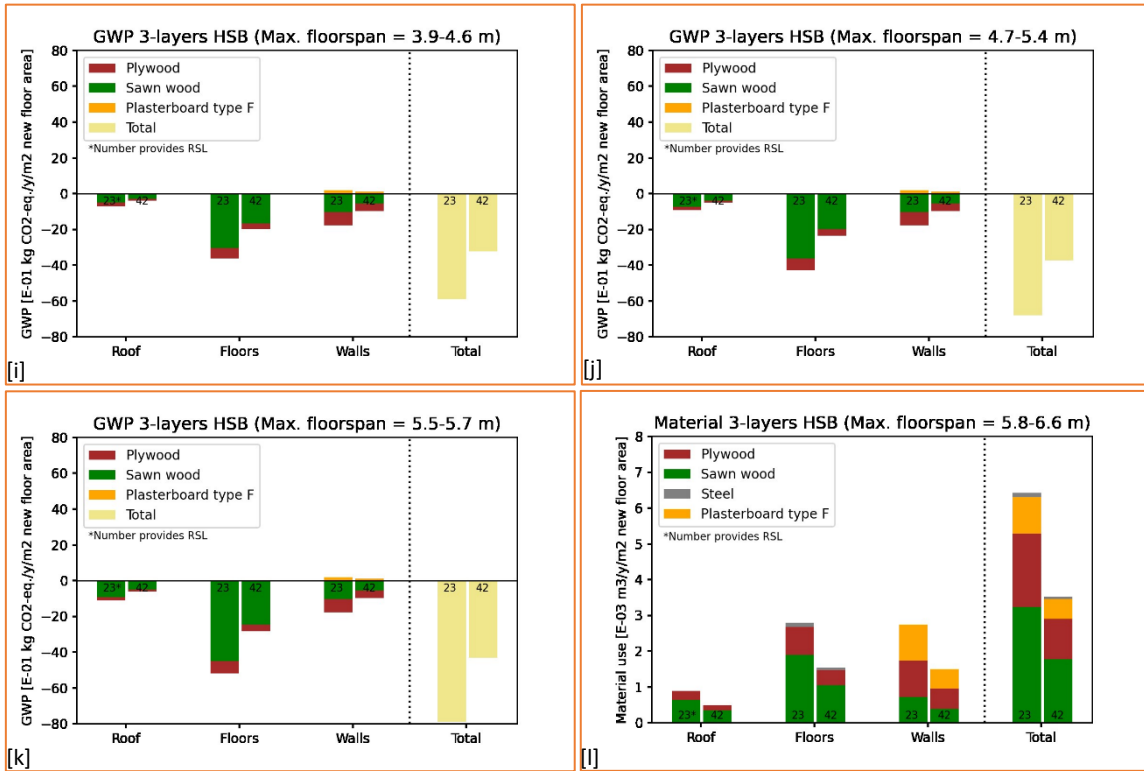 GWP 3-layers HSB (Max. floorspan = 3.9-4.6 m)
GWP [E-01 kg CO2-eq./y/m2 new floor area]
80
60
40
20
0
−20
−40
−60
−80
Plywood
Sawn wood
Plasterboard type F
Total
*Number provides RSL
23* 42 23 42 23 42 23 42
Roof Floors Walls Total
[i]
GWP 3-layers HSB (Max. floorspan = 4.7-5.4 m)
GWP [E-01 kg CO2-eq./y/m2 new floor area]
80
60
40
20
0
−20
−40
−60
−80
Plywood
Sawn wood
Plasterboard type F
Total
*Number provides RSL
23* 42 23 42 23 42 23 42
Roof Floors Walls Total
[j]
GWP 3-layers HSB (Max. floorspan = 5.5-5.7 m)
GWP [E-01 kg CO2-eq./y/m2 new floor area]
80
60
40
20
0
−20
−40
−60
−80
Plywood
Sawn wood
Plasterboard type F
Total
*Number provides RSL
23* 42 23 42 23 42 23 42
Roof Floors Walls Total
[k]
Material 3-layers HSB (Max. floorspan = 5.8-6.6 m)
Material use [E-03 m3/y/m2 new floor area]
8
7
6
5
4
3
2
1
0
Plywood
Sawn wood
Steel
Plasterboard type F
*Number provides RSL
23* 42 23 42 23 42 23 42
Roof Floors Walls Total
[l]